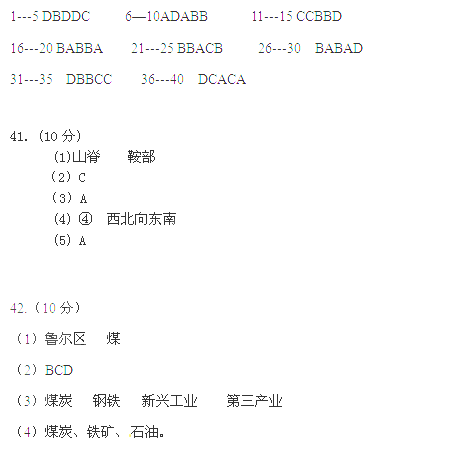 1---5 DBDDC 6—10ADABB 11---15 CCBBD
16---20 BABBA 21---25 BBACB 26---30 BABAD
31---35 DBBCC 36---40 DCACA
41.（10 分）
（1)山脊 鞍部
（2）C
（3）A
（4）④ 西北向东南
（5）A
42.（10 分）
（1）鲁尔区 煤
（2）BCD
（3）煤炭 钢铁 新兴工业 第三产业
（4）煤炭、铁矿、石油。